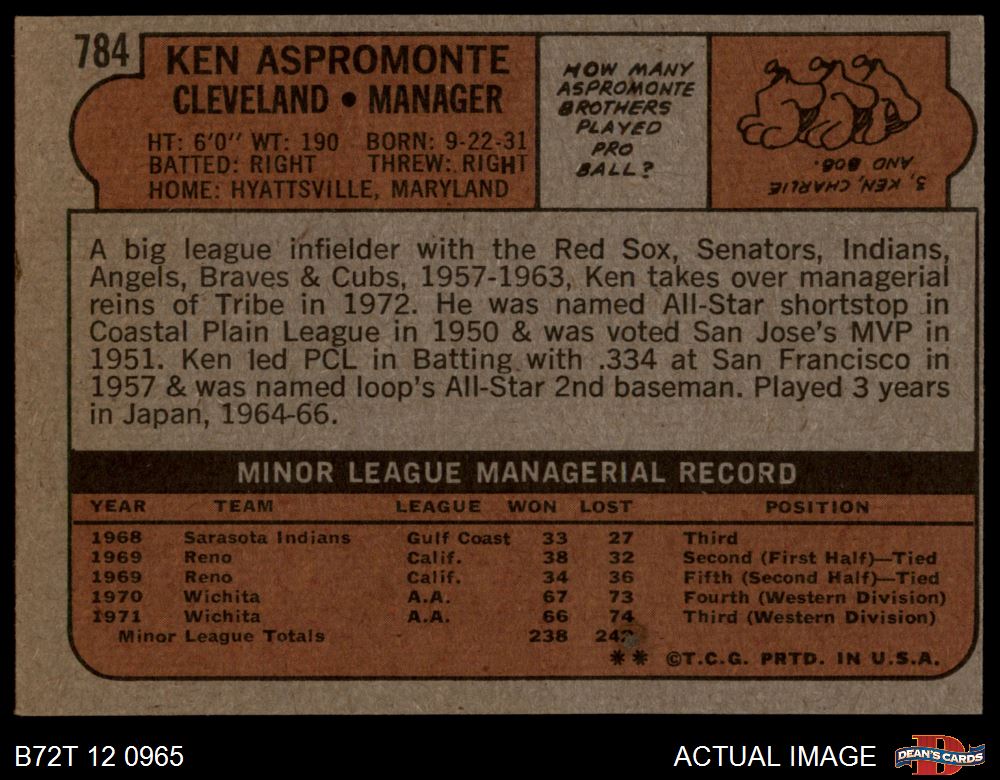 784
KEN ASPROMONTE
CLEVELAND • MANAGER
HT: 6'0" WT: 190 BORN: 9-22-31
BATTED: RIGHT THREW: RIGHT
HOME: HYATTSVILLE, MARYLAND
HOW MANY
ASPROMONTE
BROTHERS
PLAYED
PRO
BALL?
3, KEN, CHARLIE
AND BOB.
A big league infielder with the Red Sox, Senators, Indians,
Angels, Braves & Cubs, 1957-1963, Ken takes over managerial
reins of Tribe in 1972. He was named All-Star shortstop in
Coastal Plain League in 1950 & was voted San Jose's MVP in
1951. Ken led PCL in Batting with .334 at San Francisco in
1957 & was named loop's All-Star 2nd baseman. Played 3 years
in Japan, 1964-66.
MINOR LEAGUE MANAGERIAL RECORD
YEAR TEAM LEAGUE WON LOST POSITION
1968 Sarasota Indians Gulf Coast 33 27 Third
1969 Reno Calif. 38 32 Second (First Half)—Tied
1969 Reno Calif. 34 36 Fifth (Second Half)—Tied
1970 Wichita A.A. 67 73 Fourth (Western Division)
1971 Wichita A.A. 66 74 Third (Western Division)
Minor League Totals 238 242
** ©T.C.G. PRTD. IN U.S.A.
B72T 12 0965
ACTUAL IMAGE
D
DEAN'S CARDS